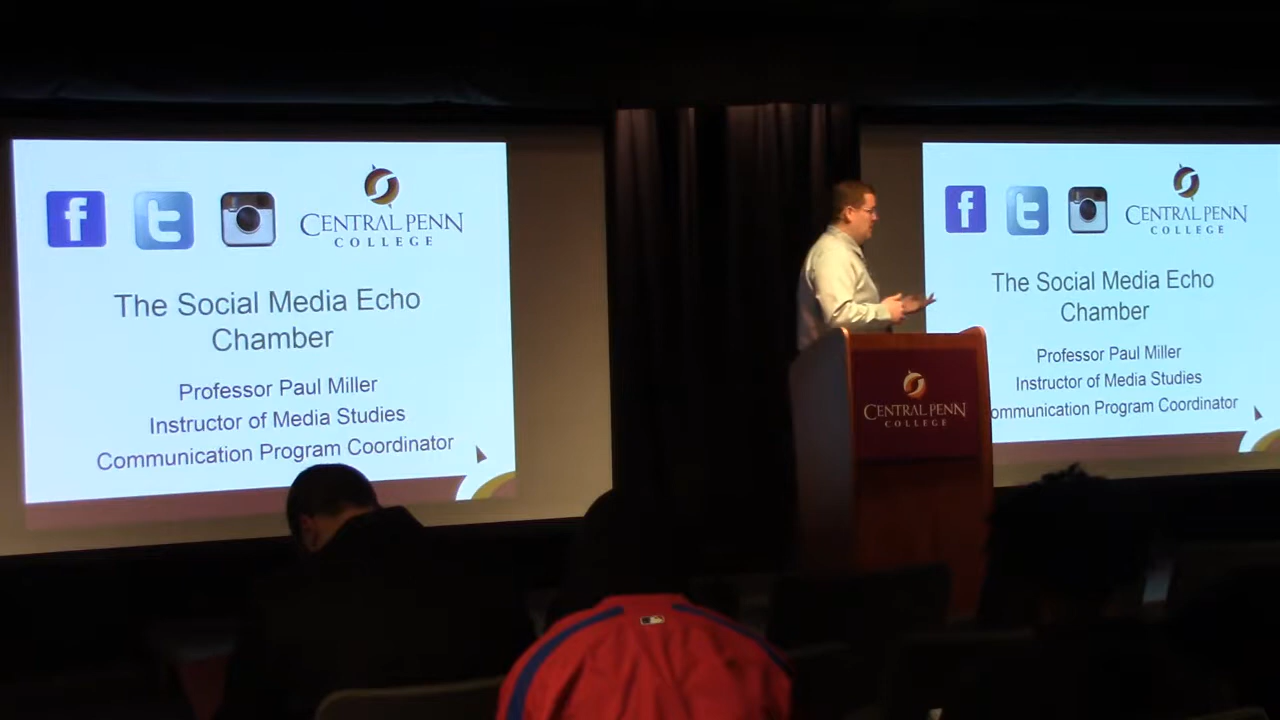 f
t
CENTRAL PENN
COLLEGE
The Social Media Echo
Chamber
Professor Paul Miller
Instructor of Media Studies
Communication Program Coordinator
f
t
CENTRAL PENN
COLLEGE
The Social Media Echo
Chamber
Professor Paul Miller
Instructor of Media Studies
ommunication Program Coordinator
CENTRAL PENN
COLLEGE